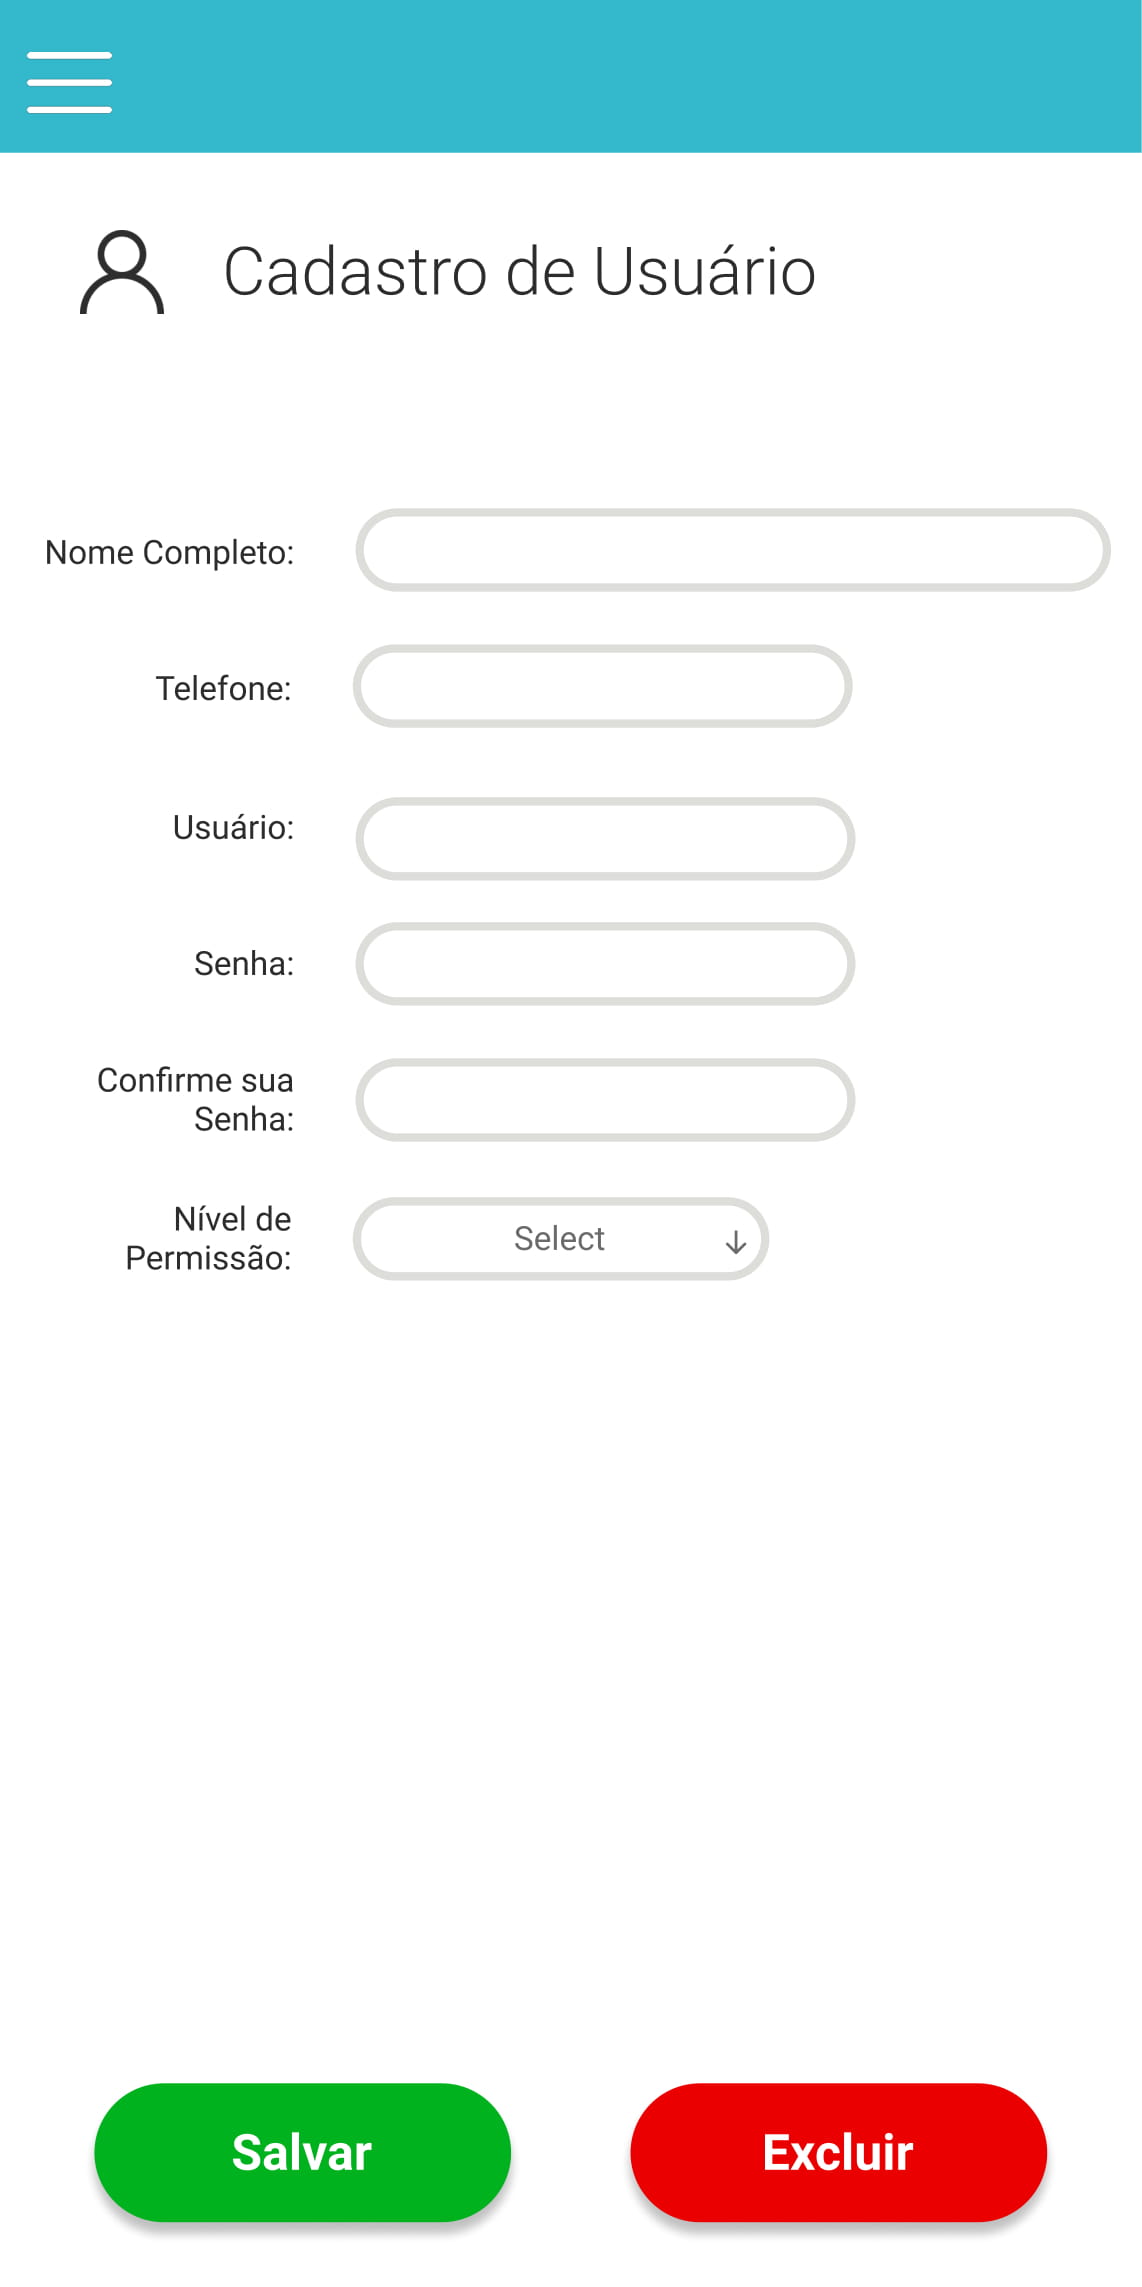 Cadastro de Usuário
Nome Completo:
Telefone:
Usuário:
Senha:
Confirme sua
Senha:
Nível de
Permissão:
Select
Salvar
Excluir